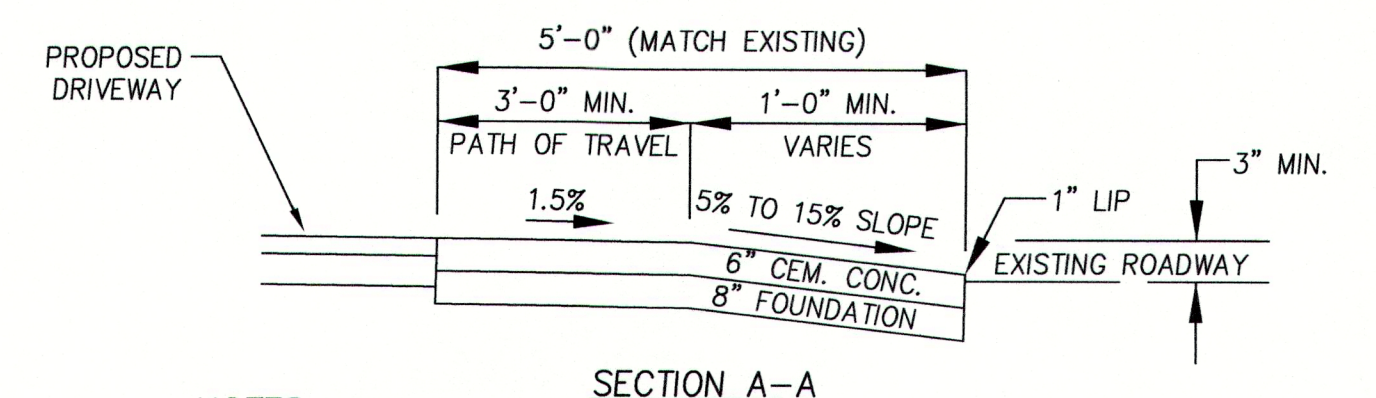 5'-0" (MATCH EXISTING)
PROPOSED
DRIVEWAY
3'-0" MIN.
1'-0" MIN.
PATH OF TRAVEL
VARIES
3" MIN.
1.5%
5% TO 15% SLOPE
1" LIP
6" CEM. CONC.
EXISTING ROADWAY
8" FOUNDATION
SECTION A-A